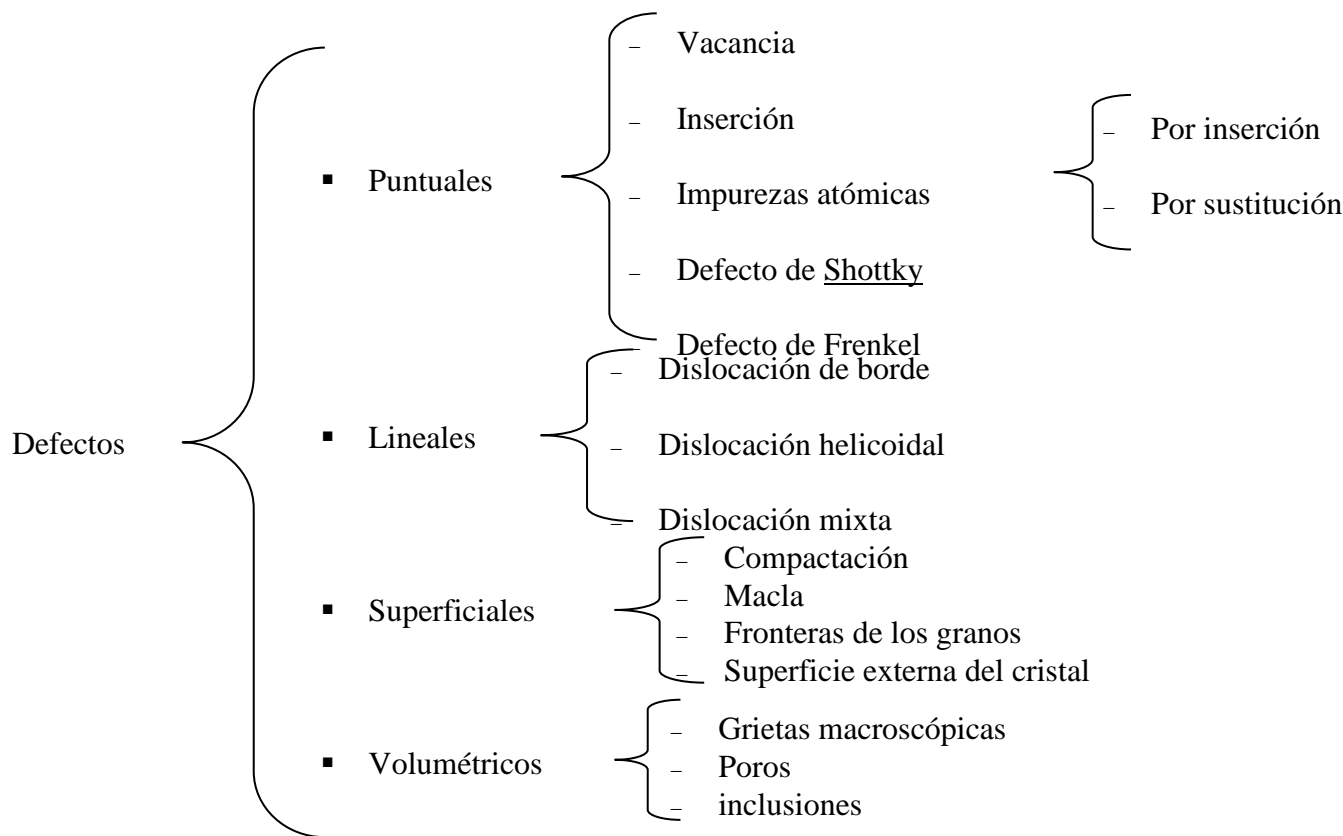 Defectos
▪ Puntuales
– Vacancia
– Inserción
– Impurezas atómicas
– Por inserción
– Por sustitución
– Defecto de Shottky
– Defecto de Frenkel
▪ Lineales
– Dislocación de borde
– Dislocación helicoidal
– Dislocación mixta
▪ Superficiales
– Compactación
– Macla
– Fronteras de los granos
– Superficie externa del cristal
▪ Volumétricos
– Grietas macroscópicas
– Poros
– inclusiones